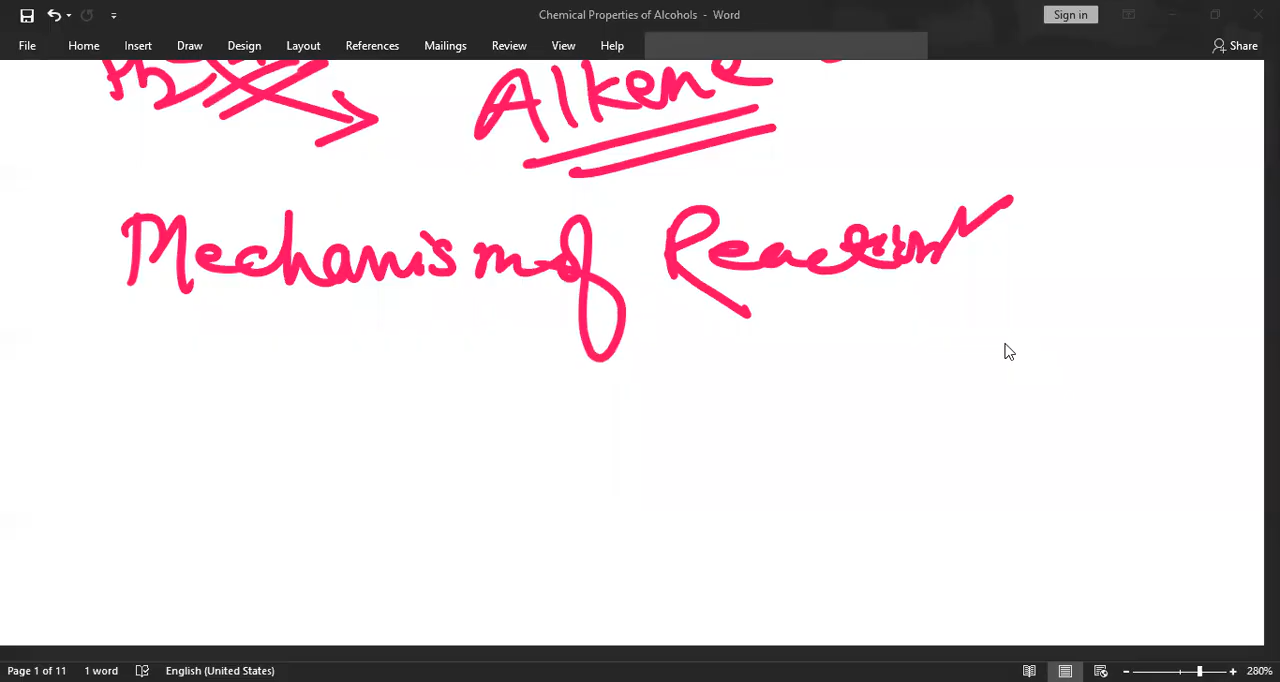 Chemical Properties of Alcohols - Word
Sign in
File Home Insert Draw Design Layout References Mailings Review View Help Share
Alkene
Mechanism of Reaction
Page 1 of 11 1 word English (United States) 280%